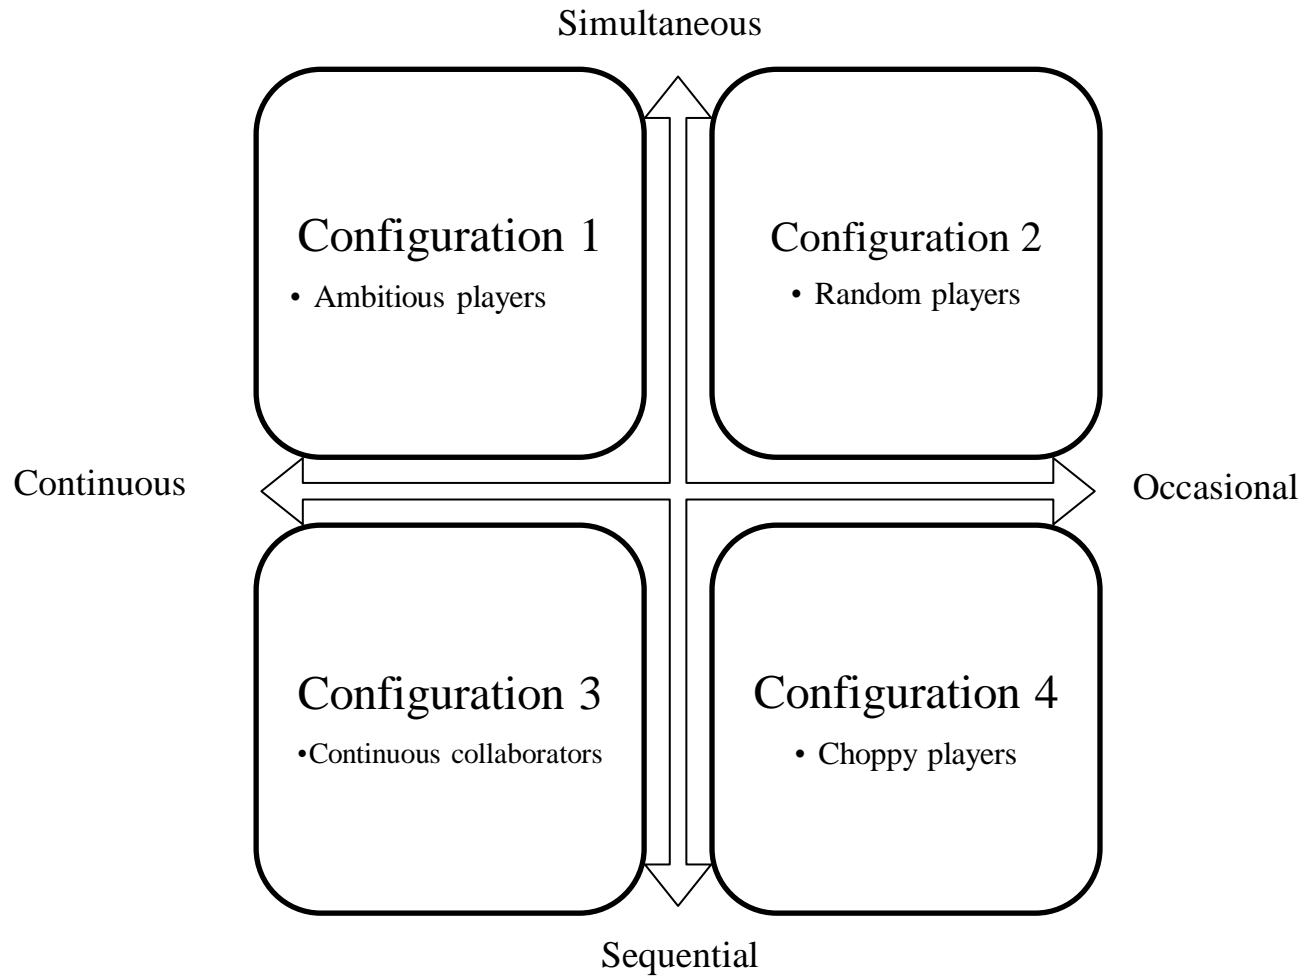 Simultaneous
Configuration 1
• Ambitious players
Configuration 2
• Random players
Continuous
Occasional
Configuration 3
•Continuous collaborators
Configuration 4
• Choppy players
Sequential